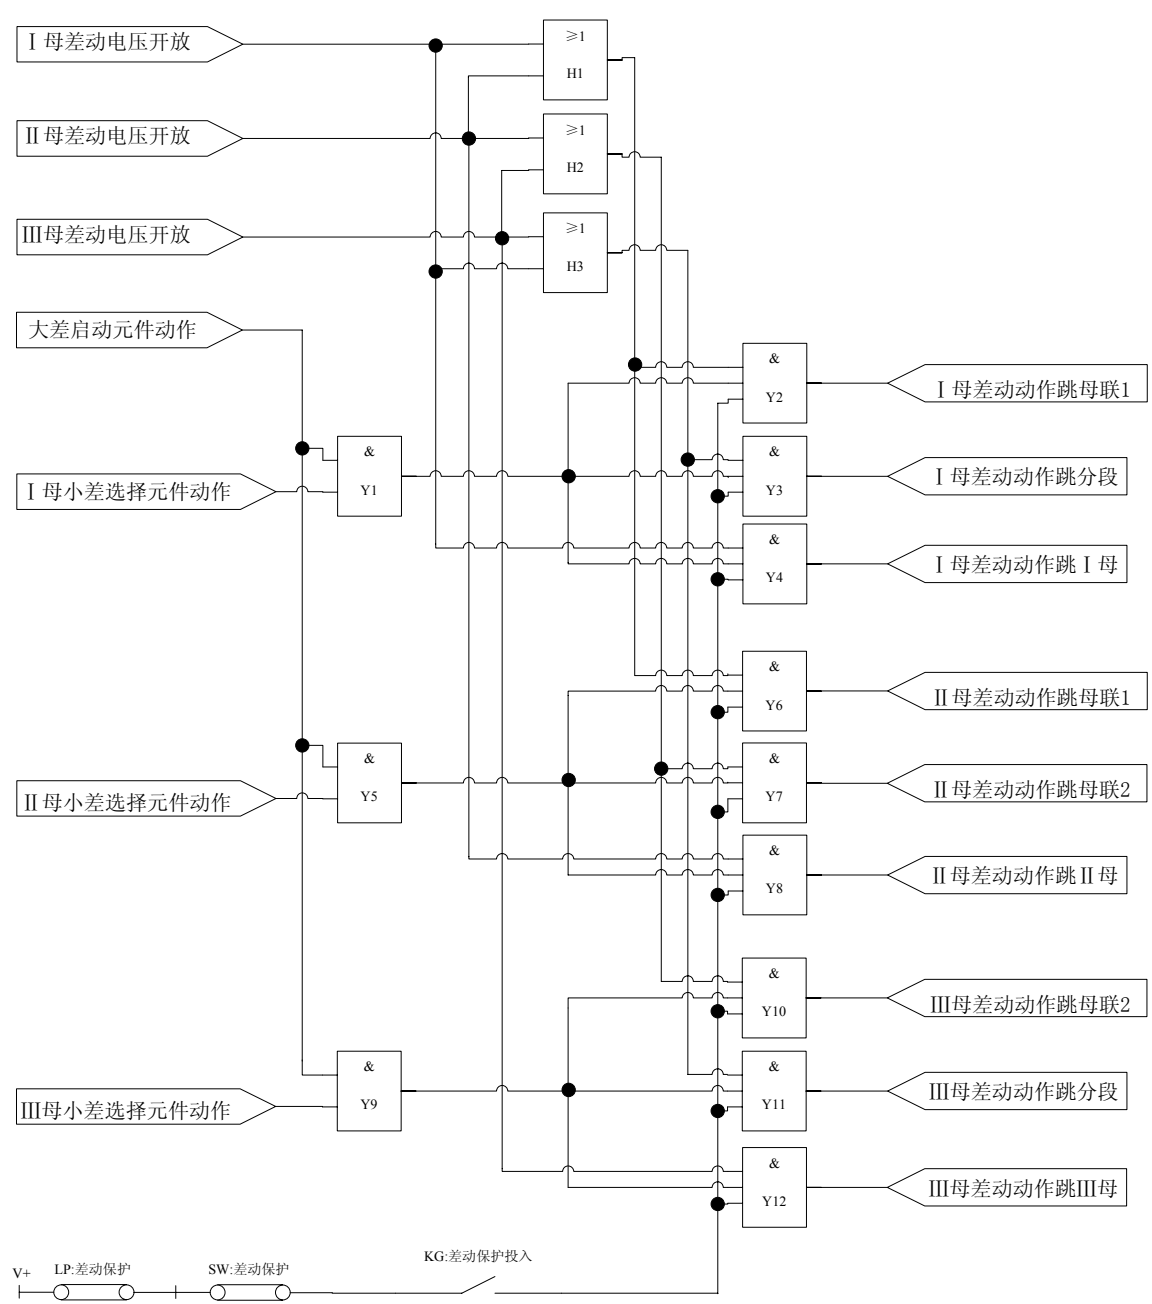 Ⅰ母差动电压开放
≥1
H1
Ⅱ母差动电压开放
≥1
H2
Ⅲ母差动电压开放
≥1
H3
大差启动元件动作
&
Y2
Ⅰ母差动动作跳母联1
&
Y1
Ⅰ母小差选择元件动作
&
Y3
Ⅰ母差动动作跳分段
&
Y4
Ⅰ母差动动作跳Ⅰ母
&
Y6
Ⅱ母差动动作跳母联1
&
Y5
Ⅱ母小差选择元件动作
&
Y7
Ⅱ母差动动作跳母联2
&
Y8
Ⅱ母差动动作跳Ⅱ母
&
Y10
Ⅲ母差动动作跳母联2
&
Y9
Ⅲ母小差选择元件动作
&
Y11
Ⅲ母差动动作跳分段
&
Y12
Ⅲ母差动动作跳Ⅲ母
V+
LP:差动保护
SW:差动保护
KG:差动保护投入